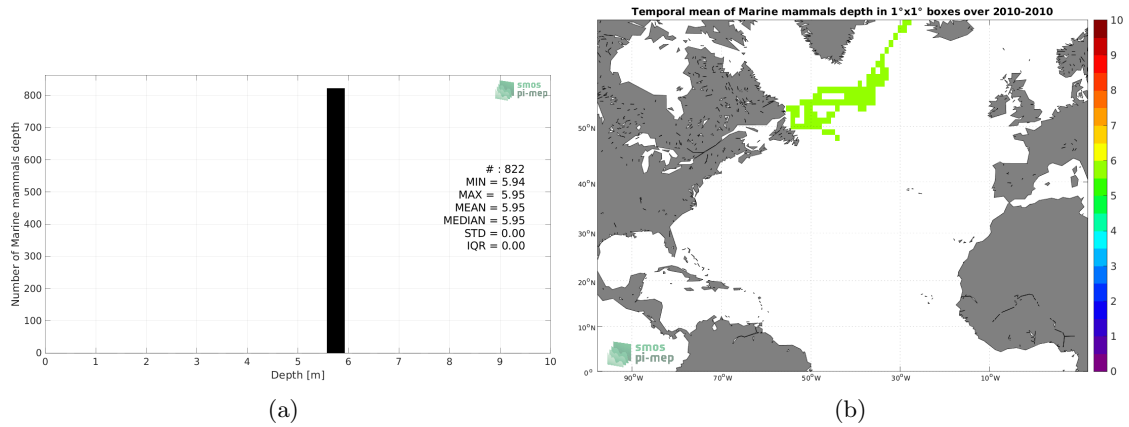 smos
pi-mep
Number of Marine mammals depth
800
700
600
500
400
300
200
100
0
# : 822
MIN = 5.94
MAX = 5.95
MEAN = 5.95
MEDIAN = 5.95
STD = 0.00
IQR = 0.00
0 1 2 3 4 5 6 7 8 9 10
Depth [m]
(a)
Temporal mean of Marine mammals depth in 1°x1° boxes over 2010-2010
50°N
40°N
30°N
20°N
10°N
0°
90°W 70°W 50°W 30°W 10°W
smos
pi-mep
10
9
8
7
6
5
4
3
2
1
0
(b)